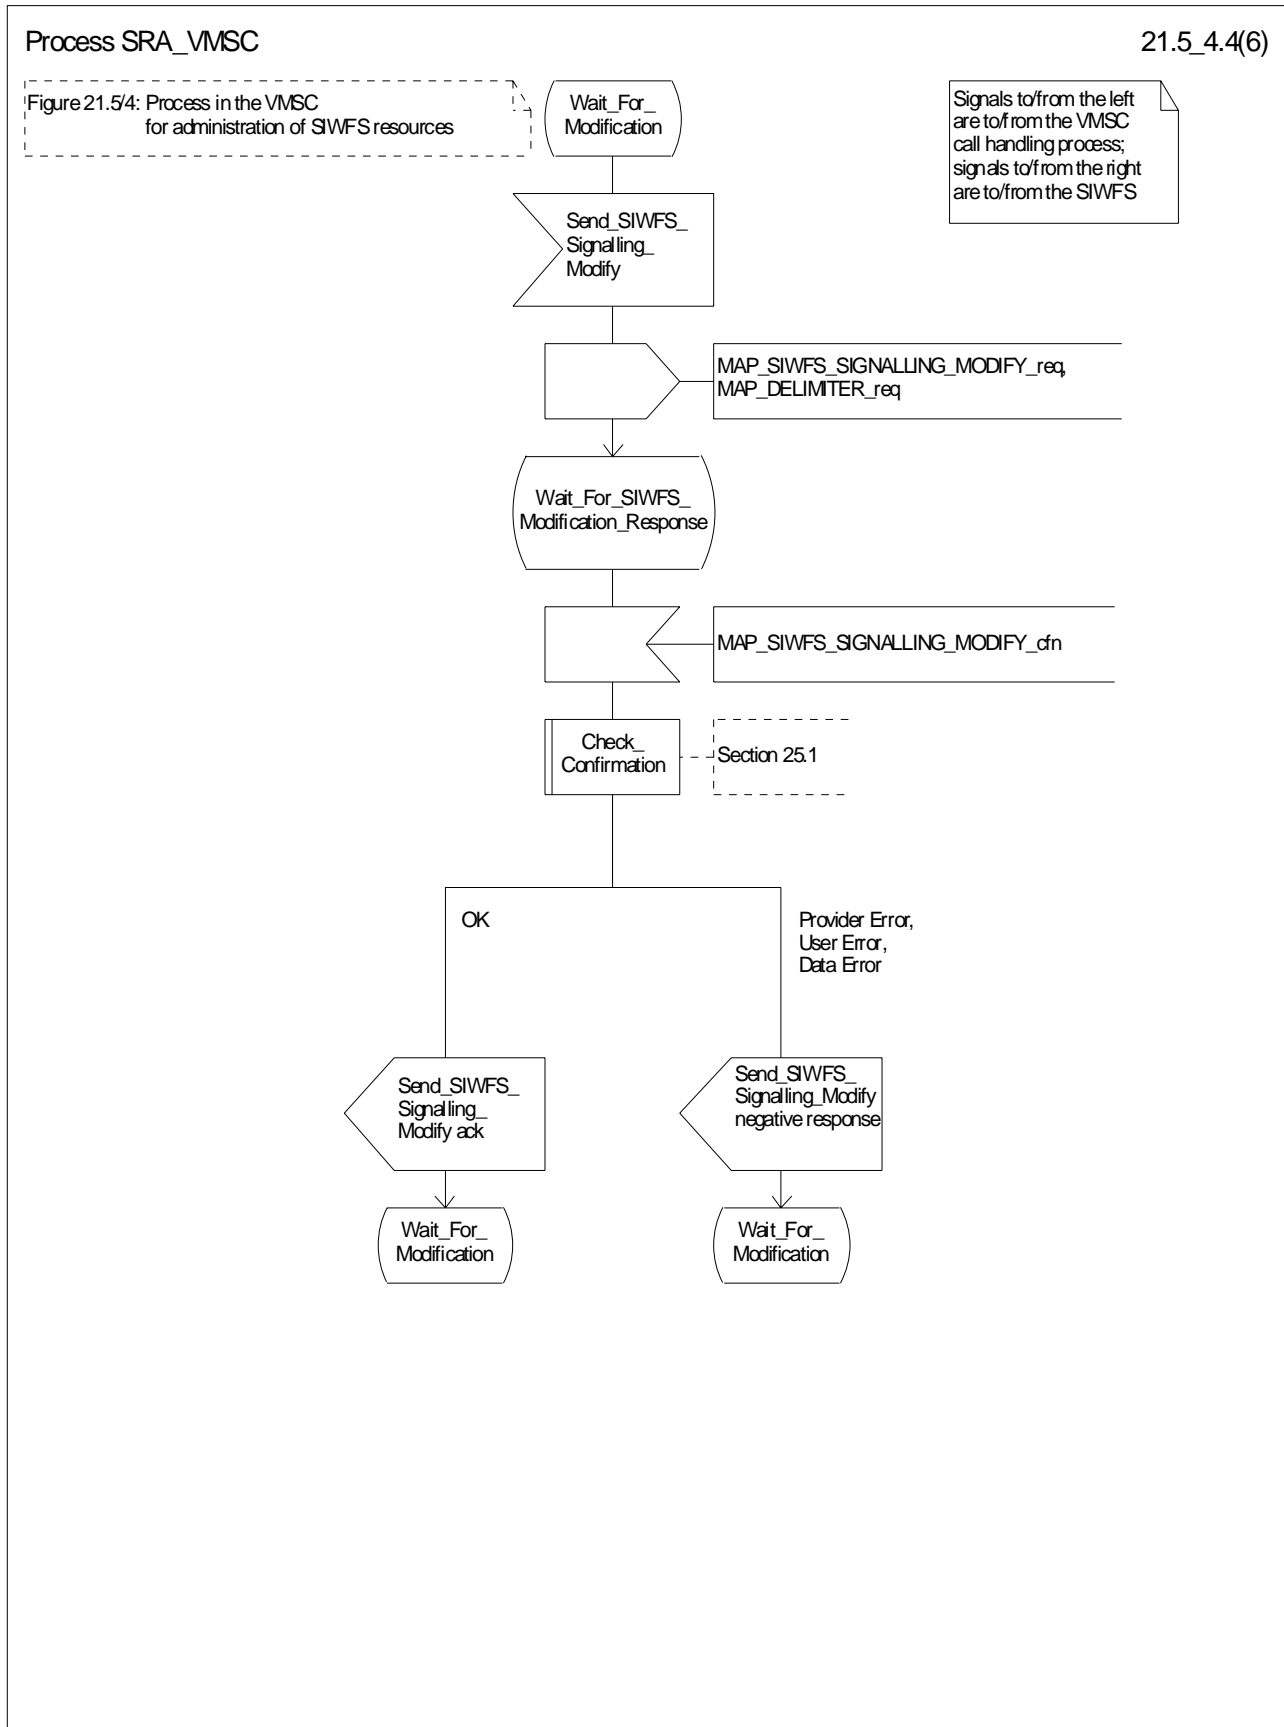 Process SRA_VMSC
21.5_4.4(6)
Figure 21.5/4: Process in the VMSC
for administration of SIWFS resources
Wait_For_
Modification
Signals to/from the left
are to/from the VMSC
call handling process;
signals to/from the right
are to/from the SIWFS
Send_SIWFS_
Signalling_
Modify
MAP_SIWFS_SIGNALLING_MODIFY_req,
MAP_DELIMITER_req
Wait_For_SIWFS_
Modification_Response
MAP_SIWFS_SIGNALLING_MODIFY_cfn
Check_
Confirmation
Section 25.1
OK
Provider Error,
User Error,
Data Error
Send_SIWFS_
Signalling_
Modify ack
Send_SIWFS_
Signalling_Modify
negative response
Wait_For_
Modification
Wait_For_
Modification